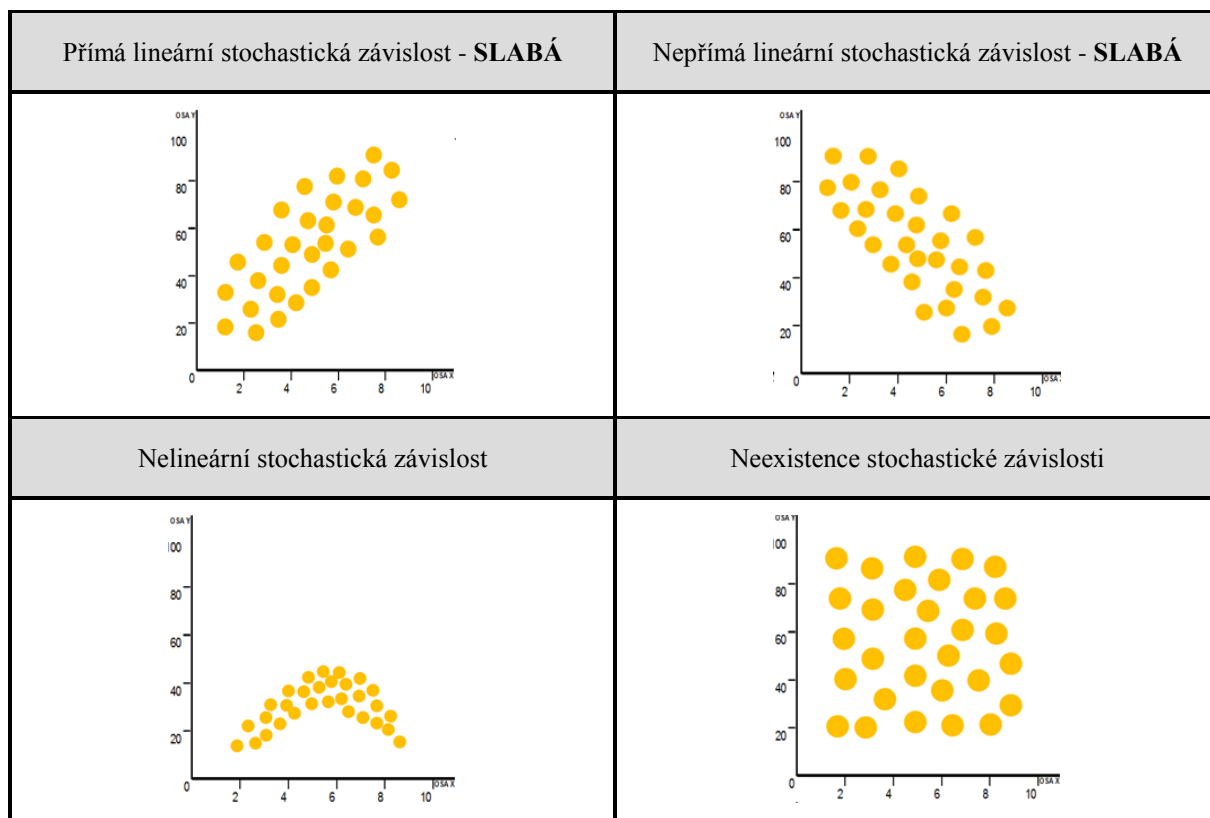 Přímá lineární stochastická závislost - SLABÁ
Nepřímá lineární stochastická závislost - SLABÁ
OSA Y
100
80
60
40
20
0
2 4 6 8 10 OSA X
OSA Y
100
80
60
40
20
0
2 4 6 8 10 OSA X
Nelineární stochastická závislost
Neexistence stochastické závislosti
OSA Y
100
80
60
40
20
0
2 4 6 8 10 OSA X
OSA Y
100
80
60
40
20
0
2 4 6 8 10 OSA X